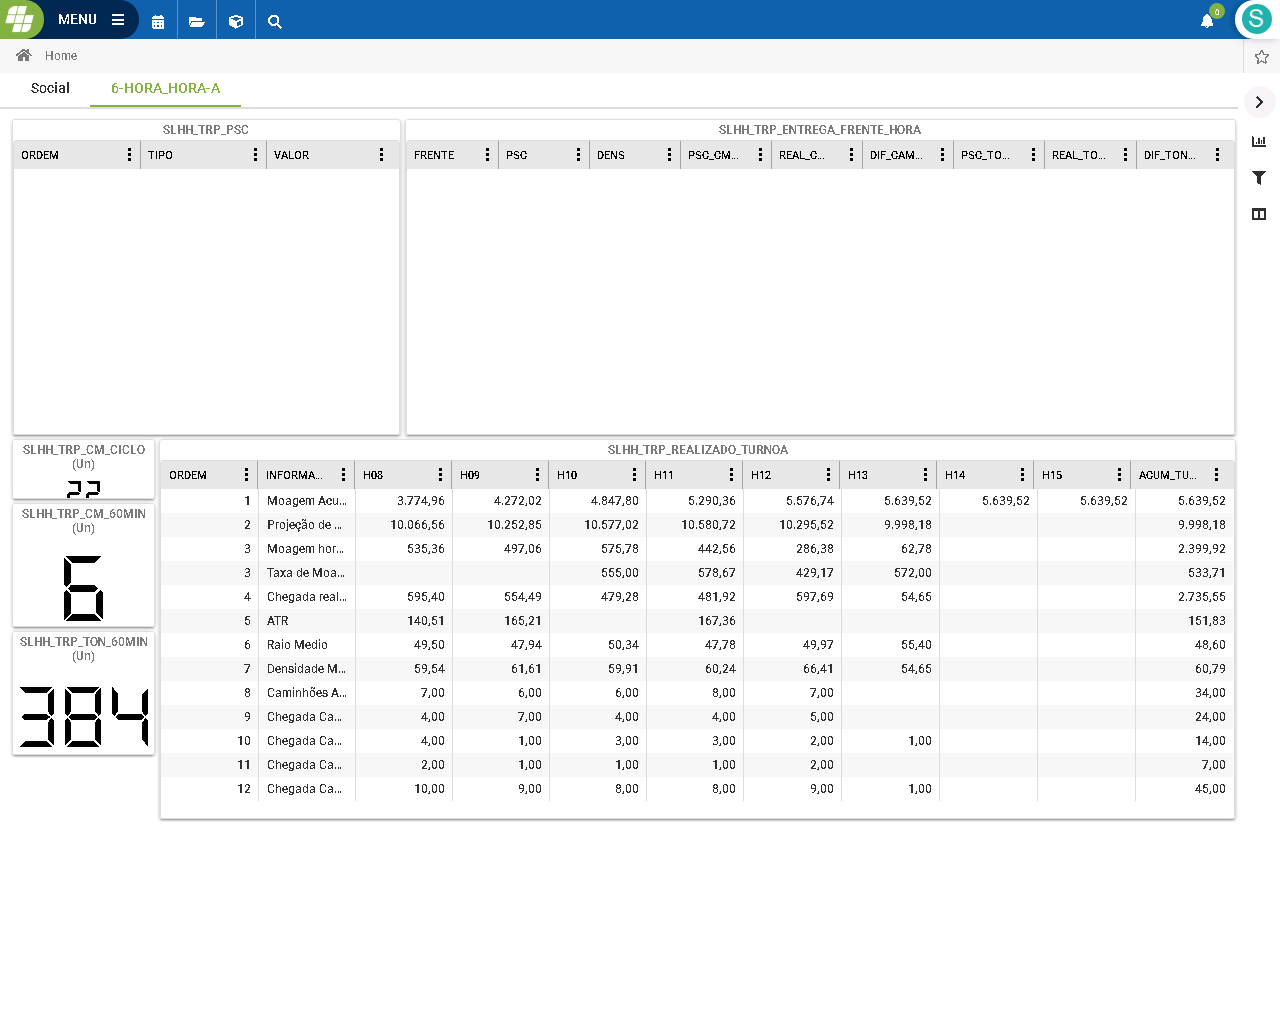 MENU
0
S
Home
Social 6-HORA_HORA-A
SLHH_TRP_PSC
ORDEM TIPO VALOR
SLHH_TRP_ENTREGA_FRENTE_HORA
FRENTE PSC DENS PSC_CM... REAL_C... DIF_CAM... PSC_TO... REAL_TO... DIF_TON...
SLHH_TRP_CM_CICLO
(Un)
22
SLHH_TRP_CM_60MIN
(Un)
6
SLHH_TRP_TON_60MIN
(Un)
384
SLHH_TRP_REALIZADO_TURNOA
ORDEM INFORMA... H08 H09 H10 H11 H12 H13 H14 H15 ACUM_TU...
1 Moagem Acu... 3.774,96 4.272,02 4.847,80 5.290,36 5.576,74 5.639,52 5.639,52 5.639,52 5.639,52
2 Projeção de ... 10.066,56 10.252,85 10.577,02 10.580,72 10.295,52 9.998,18 9.998,18
3 Moagem hor... 535,36 497,06 575,78 442,56 286,38 62,78 2.399,92
3 Taxa de Moa... 555,00 578,67 429,17 572,00 533,71
4 Chegada real... 595,40 554,49 479,28 481,92 597,69 54,65 2.735,55
5 ATR 140,51 165,21 167,36 151,83
6 Raio Medio 49,50 47,94 50,34 47,78 49,97 55,40 48,60
7 Densidade M... 59,54 61,61 59,91 60,24 66,41 54,65 60,79
8 Caminhões A... 7,00 6,00 6,00 8,00 7,00 34,00
9 Chegada Ca... 4,00 7,00 4,00 4,00 5,00 24,00
10 Chegada Ca... 4,00 1,00 3,00 3,00 2,00 1,00 14,00
11 Chegada Ca... 2,00 1,00 1,00 1,00 2,00 7,00
12 Chegada Ca... 10,00 9,00 8,00 8,00 9,00 1,00 45,00